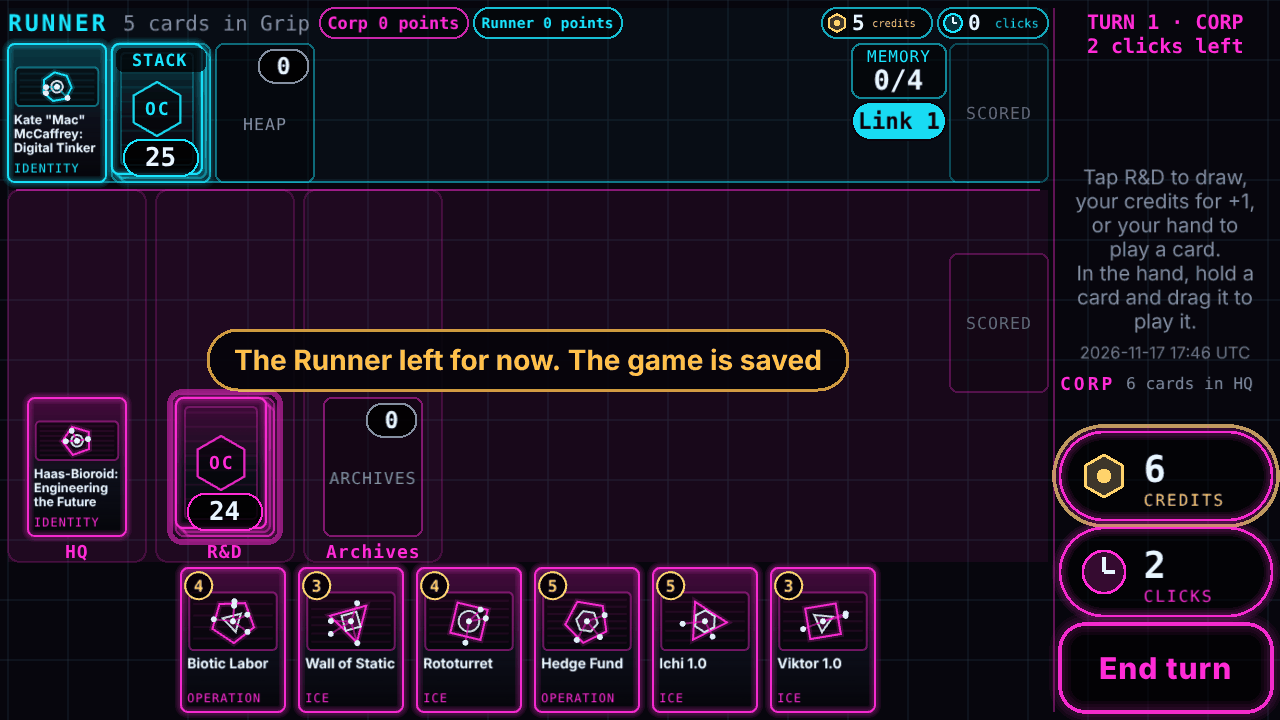 RUNNER 5 cards in Grip Corp 0 points Runner 0 points 5 credits 0 clicks
TURN 1 · CORP
2 clicks left
Kate "Mac"
McCaffrey:
Digital Tinker
IDENTITY
STACK
OC
25
0
HEAP
MEMORY
0/4
Link 1
SCORED
Tap R&D to draw,
your credits for +1,
or your hand to
play a card.
In the hand, hold a
card and drag it to
play it.
2026-11-17 17:46 UTC
SCORED
The Runner left for now. The game is saved
CORP 6 cards in HQ
Haas-Bioroid:
Engineering
the Future
IDENTITY
HQ
OC
24
R&D
0
ARCHIVES
Archives
6
CREDITS
2
CLICKS
End turn
4
Biotic Labor
OPERATION
3
Wall of Static
ICE
4
Rototurret
ICE
5
Hedge Fund
OPERATION
5
Ichi 1.0
ICE
3
Viktor 1.0
ICE